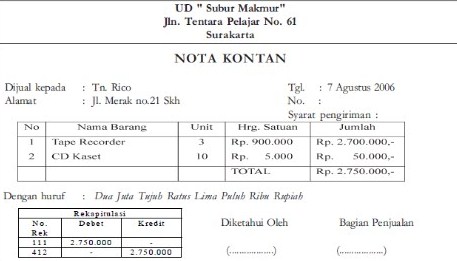 UD " Subur Makmur"
Jln. Tentara Pelajar No. 61
Surakarta
NOTA KONTAN
Dijual kepada : Tn. Rico Tgl. : 7 Agustus 2006
Alamat : Jl. Merak no.21 Skh No. :
Syarat pengiriman :
No Nama Barang Unit Hrg. Satuan Jumlah
1 Tape Recorder 3 Rp. 900.000 Rp. 2.700.000,-
2 CD Kaset 10 Rp. 5.000 Rp. 50.000,-
TOTAL Rp. 2.750.000,-
Dengan huruf : Dua Juta Tujuh Ratus Lima Puluh Ribu Rupiah
Rekapitulasi
No. Rek Debet Kredit
111 2.750.000 -
412 - 2.750.000
Diketahui Oleh Bagian Penjualan
(..................) (..................)